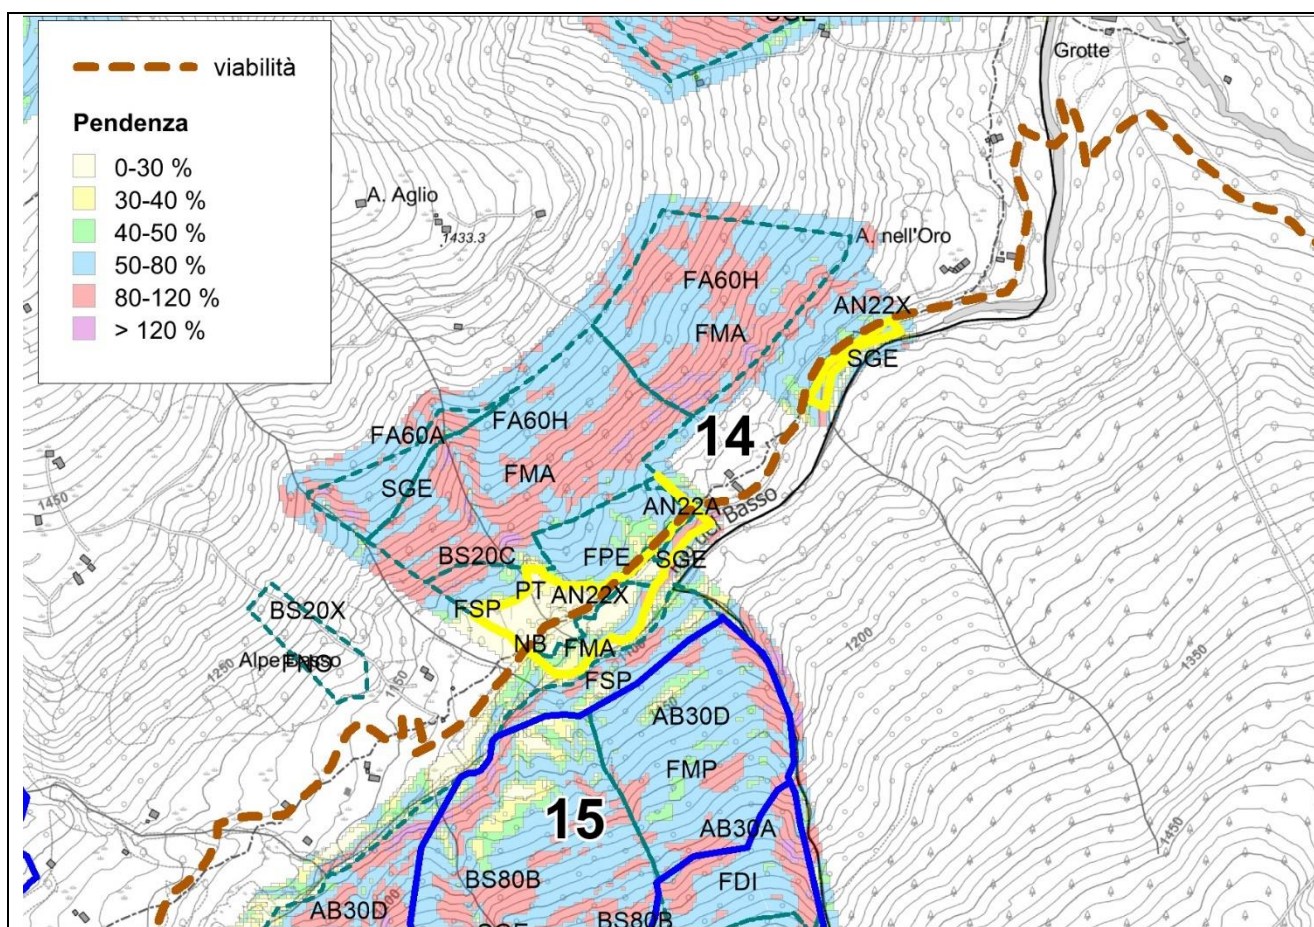 viabilità
Pendenza
0-30 %
30-40 %
40-50 %
50-80 %
80-120 %
> 120 %
Grotte
A. Aglio
1433.3
A. nell'Oro
FA60H
FMA
AN22X
SGE
14
FA60A
FA60H
SGE
FMA
1450
AN22A
BS20C
FPE
SGE
del Basso
PT
AN22X
FSP
BS20X
NB
FMA
1100
1200
1350
1250
1150
FSP
AB30D
FMP
15
AB30A
1450
BS80B
FDI
AB30D
BS80B